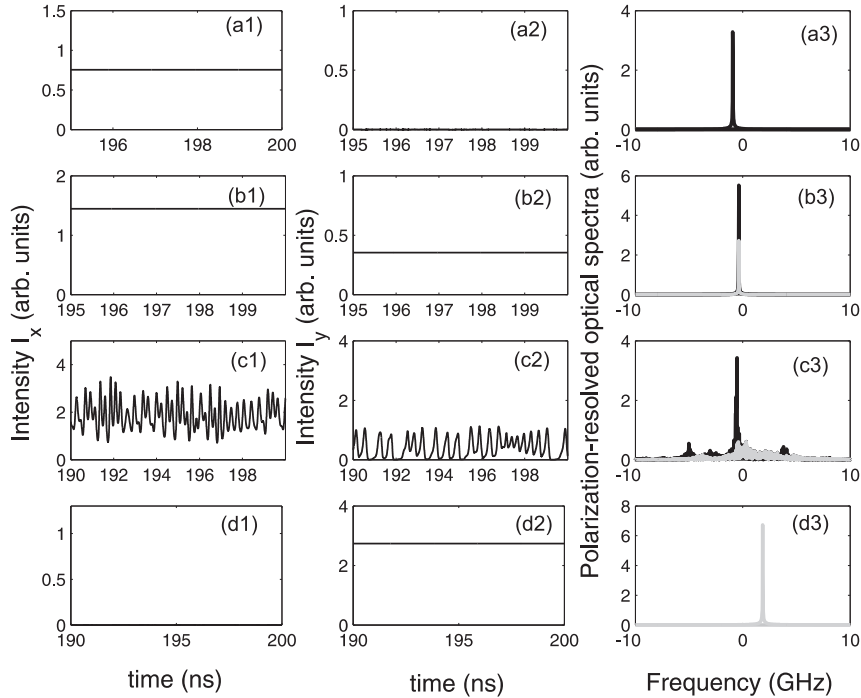 1.5
1
0.5
0
196 198 200
(a1)
1
0.5
0
195 196 197 198 199
(a2)
4
2
0
-10 0 10
(a3)
2
1
0
195 196 197 198 199
(b1)
1
0.5
0
195 196 197 198 199
(b2)
6
4
2
0
-10 0 10
(b3)
4
2
0
190 192 194 196 198
(c1)
4
2
0
190 192 194 196 198
(c2)
4
2
0
-10 0 10
(c3)
1
0.5
0
190 195 200
(d1)
4
3
2
1
0
190 195 200
(d2)
8
6
4
2
0
-10 0 10
(d3)
Intensity I_x (arb. units)
Intensity I_y (arb. units)
Polarization-resolved optical spectra (arb. units)
time (ns)
time (ns)
Frequency (GHz)